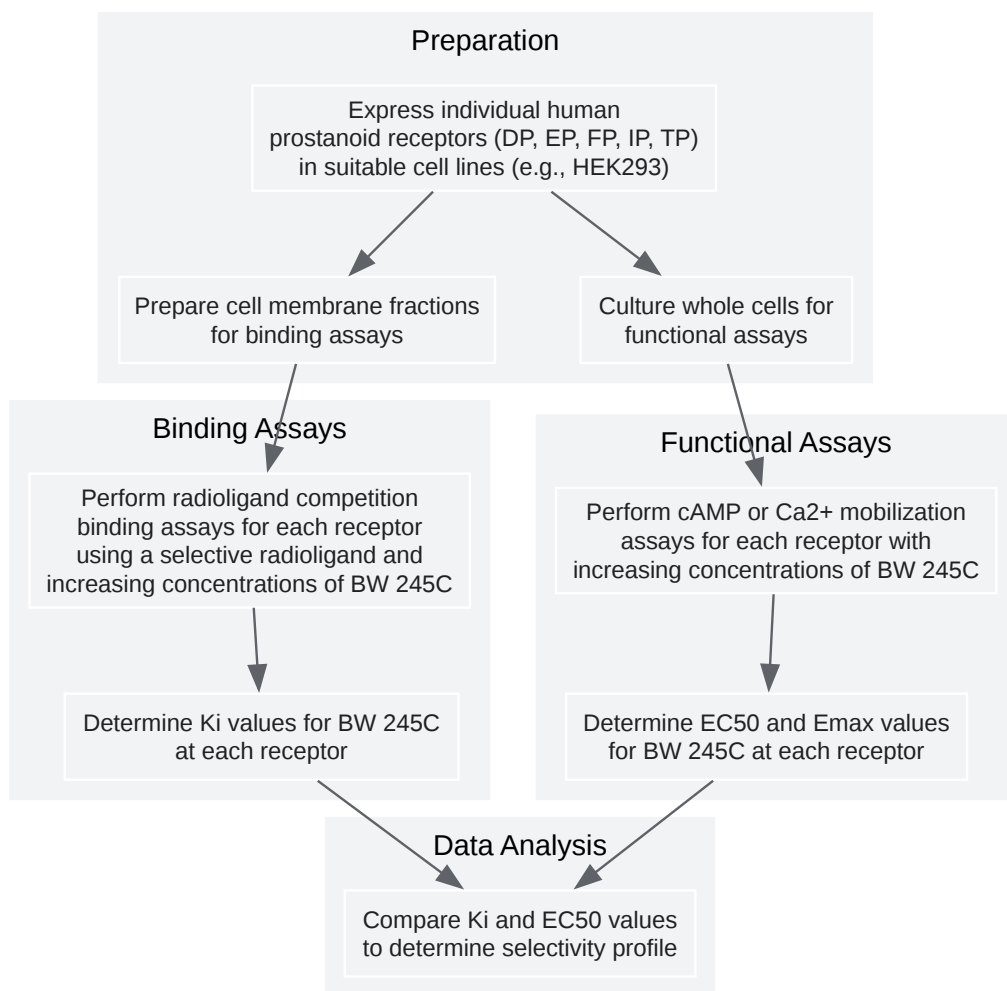 Preparation
Express individual human
prostanoid receptors (DP, EP, FP, IP, TP)
in suitable cell lines (e.g., HEK293)
Prepare cell membrane fractions
for binding assays
Culture whole cells for
functional assays
Binding Assays
Perform radioligand competition
binding assays for each receptor
using a selective radioligand and
increasing concentrations of BW 245C
Determine Ki values for BW 245C
at each receptor
Functional Assays
Perform cAMP or Ca2+ mobilization
assays for each receptor with
increasing concentrations of BW 245C
Determine EC50 and Emax values
for BW 245C at each receptor
Data Analysis
Compare Ki and EC50 values
to determine selectivity profile